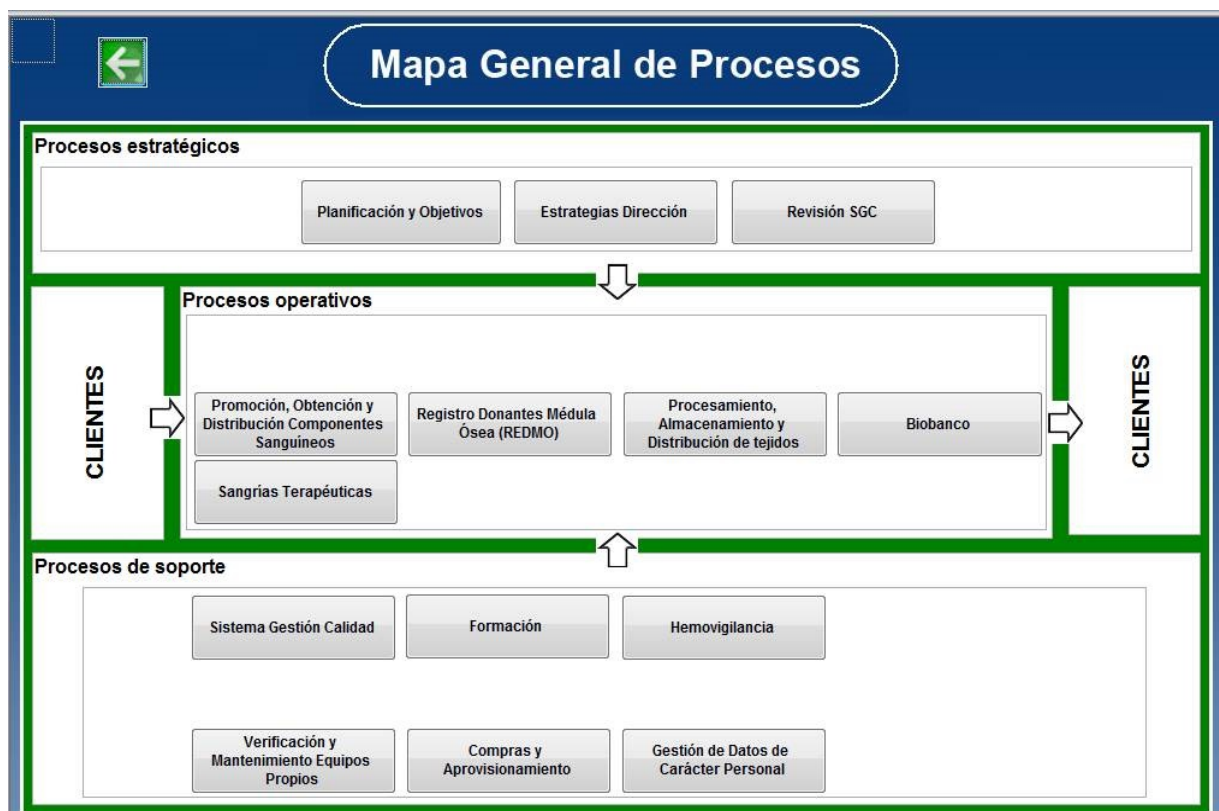 Mapa General de Procesos
Procesos estratégicos
Planificación y Objetivos
Estrategias Dirección
Revisión SGC
CLIENTES
Procesos operativos
Promoción, Obtención y
Distribución Componentes
Sanguíneos
Registro Donantes Médula
Ósea (REDMO)
Procesamiento,
Almacenamiento y
Distribución de tejidos
Biobanco
Sangrías Terapéuticas
CLIENTES
Procesos de soporte
Sistema Gestión Calidad
Formación
Hemovigilancia
Verificación y
Mantenimiento Equipos
Propios
Compras y
Aprovisionamiento
Gestión de Datos de
Carácter Personal